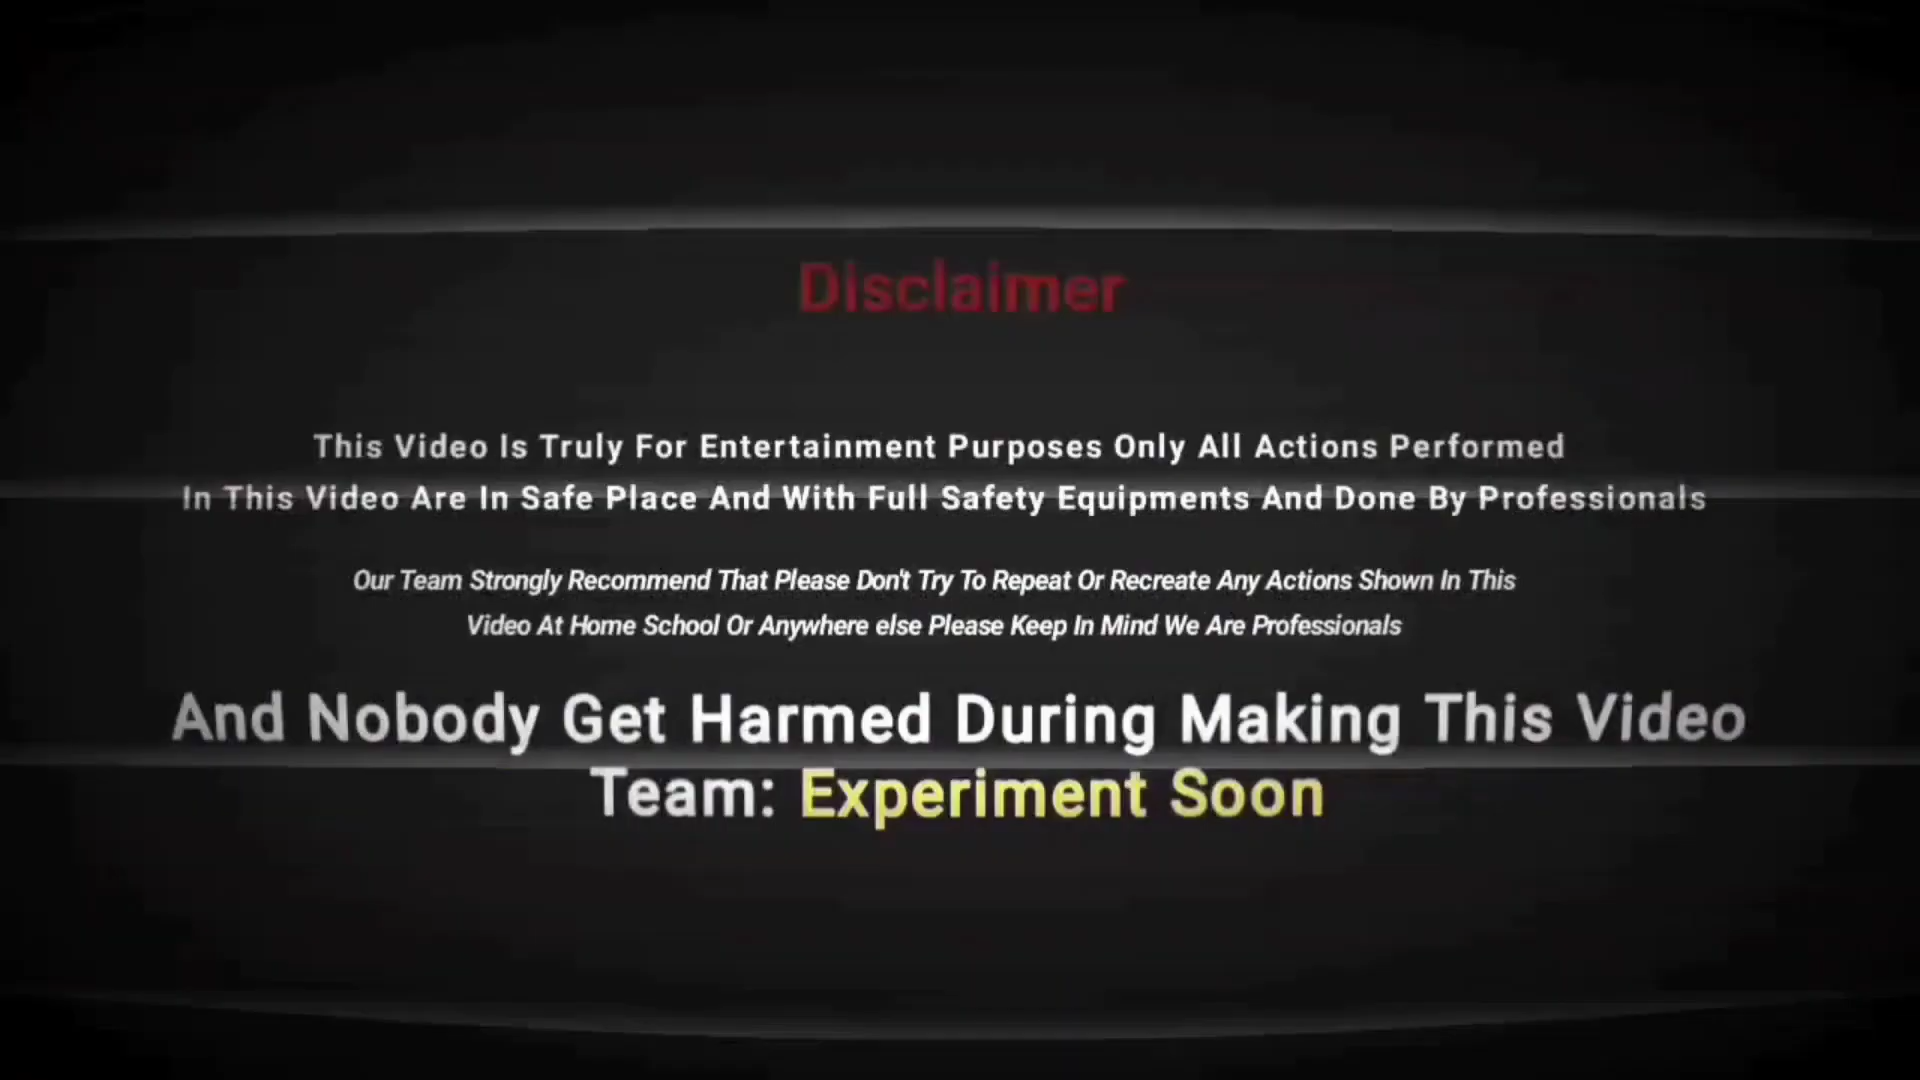 Disclaimer
This Video Is Truly For Entertainment Purposes Only All Actions Performed
In This Video Are In Safe Place And With Full Safety Equipments And Done By Professionals
Our Team Strongly Recommend That Please Don't Try To Repeat Or Recreate Any Actions Shown In This
Video At Home School Or Anywhere else Please Keep In Mind We Are Professionals
And Nobody Get Harmed During Making This Video
Team: Experiment Soon